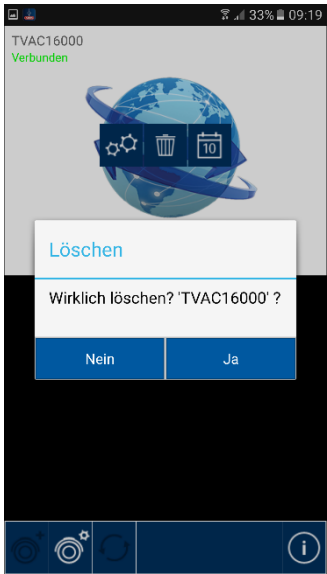 33% 09:19
TVAC16000
Verbunden
10
Löschen
Wirklich löschen? 'TVAC16000' ?
Nein Ja
i